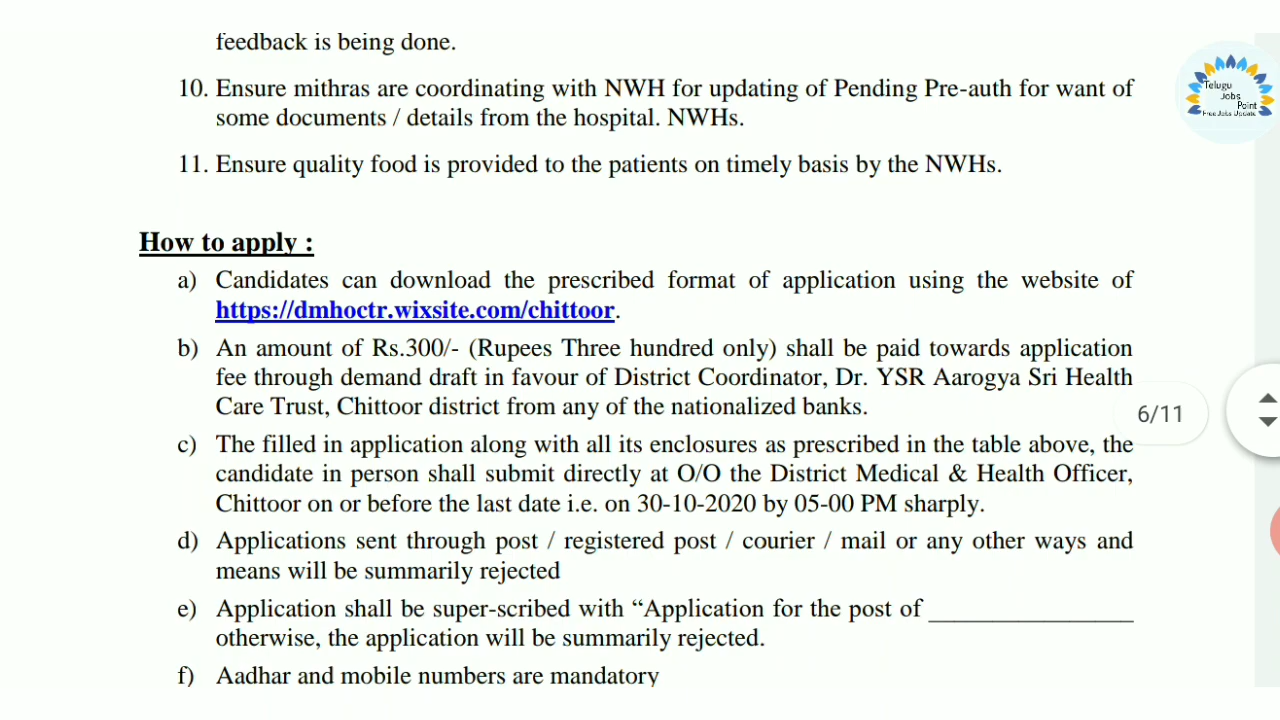 feedback is being done.
10. Ensure mithras are coordinating with NWH for updating of Pending Pre-auth for want of
some documents / details from the hospital. NWHs.
11. Ensure quality food is provided to the patients on timely basis by the NWHs.
Telugu
Jobs
Point
Free Jobs Update
How to apply :
a) Candidates can download the prescribed format of application using the website of
https://dmhoctr.wixsite.com/chittoor.
b) An amount of Rs.300/- (Rupees Three hundred only) shall be paid towards application
fee through demand draft in favour of District Coordinator, Dr. YSR Aarogya Sri Health
Care Trust, Chittoor district from any of the nationalized banks.
6/11
c) The filled in application along with all its enclosures as prescribed in the table above, the
candidate in person shall submit directly at O/O the District Medical & Health Officer,
Chittoor on or before the last date i.e. on 30-10-2020 by 05-00 PM sharply.
d) Applications sent through post / registered post / courier / mail or any other ways and
means will be summarily rejected
e) Application shall be super-scribed with “Application for the post of ________________
otherwise, the application will be summarily rejected.
f) Aadhar and mobile numbers are mandatory